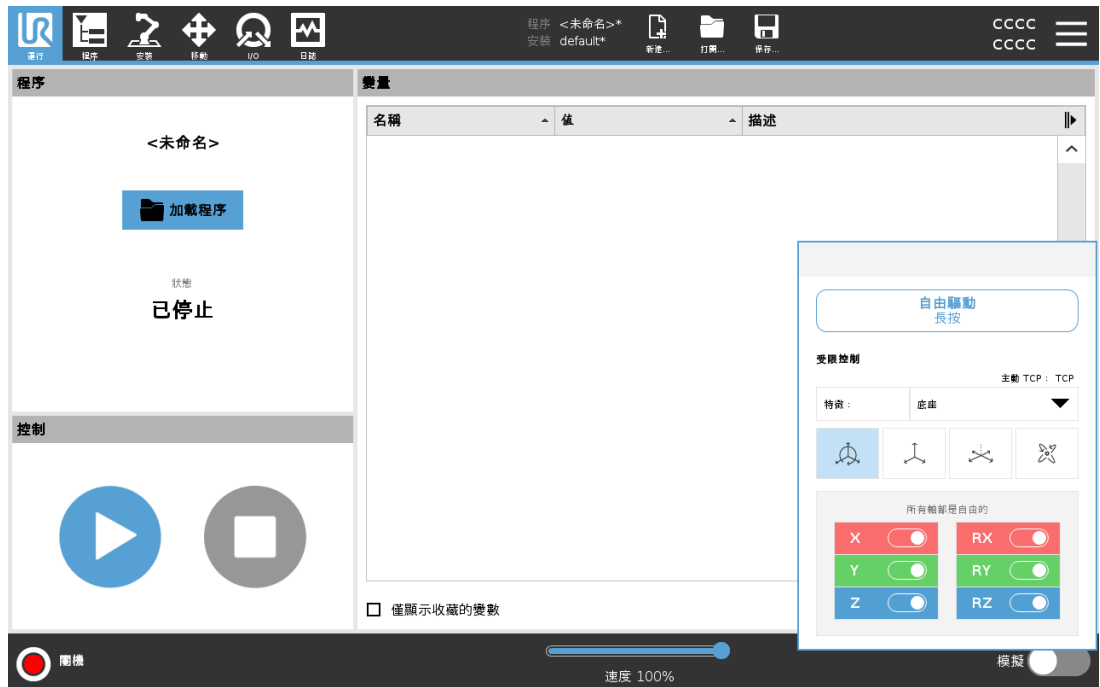 運行
程序
安裝
移動
I/O
日誌
程序 <未命名>*
安裝 default*
新建...
打開...
保存...
CCCC
CCCC
程序
<未命名>
加載程序
狀態
已停止
控制
變量
名稱
值
描述
僅顯示收藏的變數
自由驅動
長按
受限控制
主動 TCP： TCP
特徵：
底座
所有軸都是自由的
X
RX
Y
RY
Z
RZ
關機
速度 100%
模擬